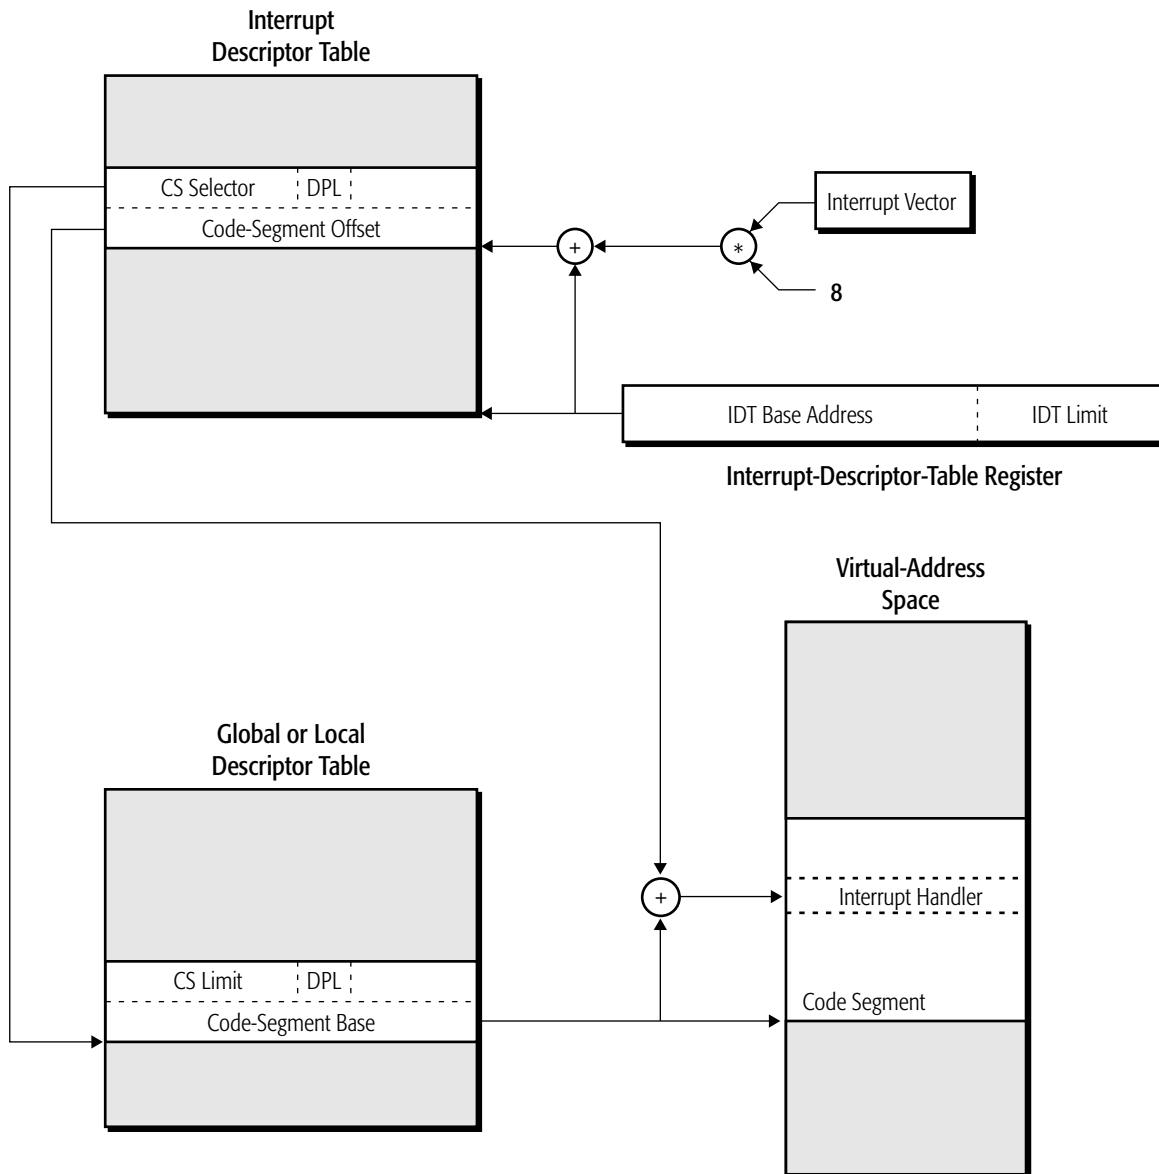 Interrupt
Descriptor Table
CS Selector DPL
Code-Segment Offset
Interrupt Vector
+
*
8
IDT Base Address IDT Limit
Interrupt-Descriptor-Table Register
Virtual-Address
Space
Global or Local
Descriptor Table
+
Interrupt Handler
CS Limit DPL
Code-Segment Base
Code Segment